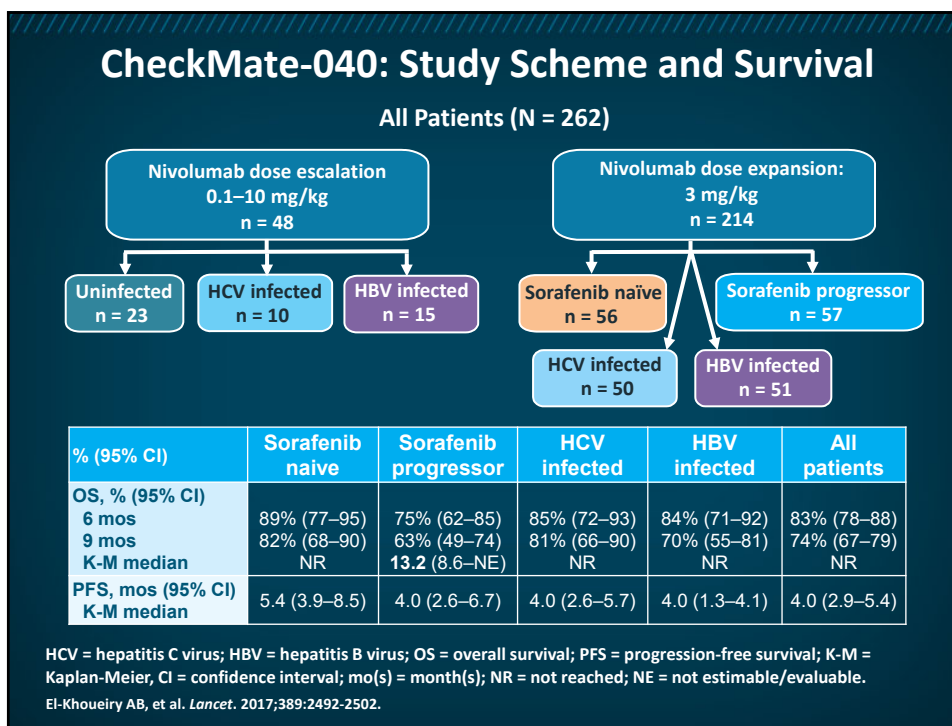 CheckMate-040: Study Scheme and Survival
All Patients (N = 262)
Nivolumab dose escalation
0.1–10 mg/kg
n = 48
Nivolumab dose expansion:
3 mg/kg
n = 214
Uninfected
n = 23
HCV infected
n = 10
HBV infected
n = 15
Sorafenib naïve
n = 56
Sorafenib progressor
n = 57
HCV infected
n = 50
HBV infected
n = 51
% (95% CI) Sorafenib naive Sorafenib progressor HCV infected HBV infected All patients
OS, % (95% CI)
6 mos 89% (77–95) 75% (62–85) 85% (72–93) 84% (71–92) 83% (78–88)
9 mos 82% (68–90) 63% (49–74) 81% (66–90) 70% (55–81) 74% (67–79)
K-M median NR 13.2 (8.6–NE) NR NR NR
PFS, mos (95% CI)
K-M median 5.4 (3.9–8.5) 4.0 (2.6–6.7) 4.0 (2.6–5.7) 4.0 (1.3–4.1) 4.0 (2.9–5.4)
HCV = hepatitis C virus; HBV = hepatitis B virus; OS = overall survival; PFS = progression-free survival; K-M =
Kaplan-Meier, CI = confidence interval; mo(s) = month(s); NR = not reached; NE = not estimable/evaluable.
El-Khoueiry AB, et al. Lancet. 2017;389:2492-2502.